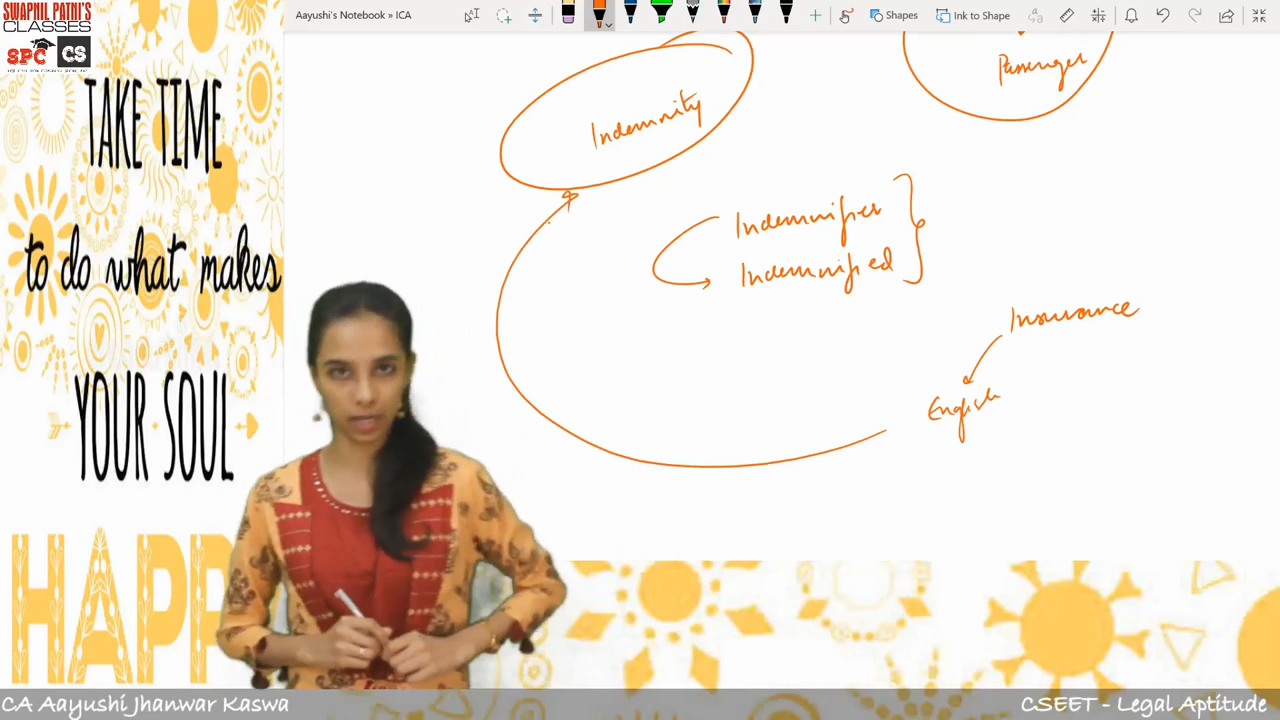 SWAPNIL PATNI'S
CLASSES
SPC CS
Aayushi's Notebook » ICA
Shapes
Ink to Shape
TAKE TIME
to do what makes
YOUR SOUL
HAPP
Passenger
Indemnity
Indemnifier
Indemnified
Insurance
English
CA Aayushi Jhanwar Kaswa
CSEET - Legal Aptitude